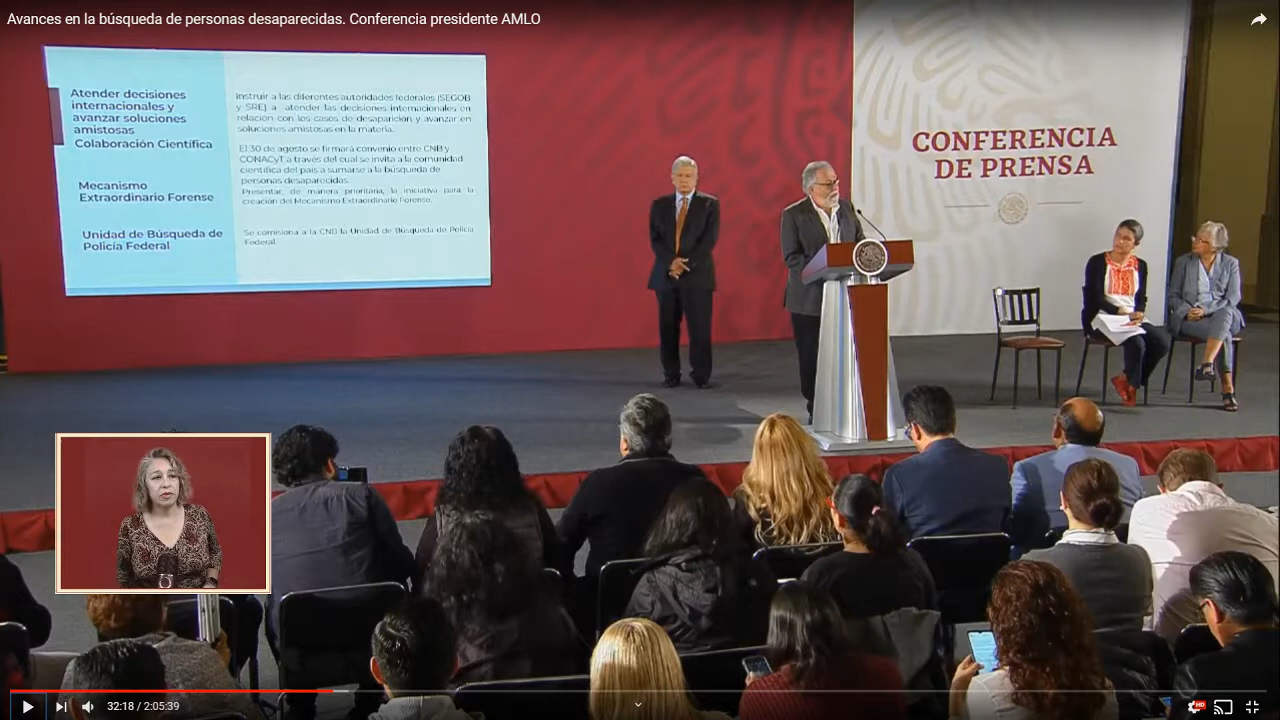 Avances en la búsqueda de personas desaparecidas. Conferencia presidente AMLO
Atender decisiones
internacionales y
avanzar soluciones
amistosas
Colaboración Científica
Mecanismo
Extraordinario Forense
Unidad de Búsqueda de
Policía Federal
Instruir a las diferentes autoridades federales (SEGOB
y SRE) a atender las decisiones internacionales en
relación con los casos de desaparición y avanzar en
soluciones amistosas en la materia.
El 30 de agosto se firmará convenio entre CNB y
CONACyT a través del cual se invita a la comunidad
científica del país a sumarse a la búsqueda de
personas desaparecidas.
Presentar, de manera prioritaria, la iniciativa para la
creación del Mecanismo Extraordinario Forense.
Se comisiona a la CNB la Unidad de Búsqueda de Policía
Federal.
CONFERENCIA
DE PRENSA
32:18 / 2:05:39
HD